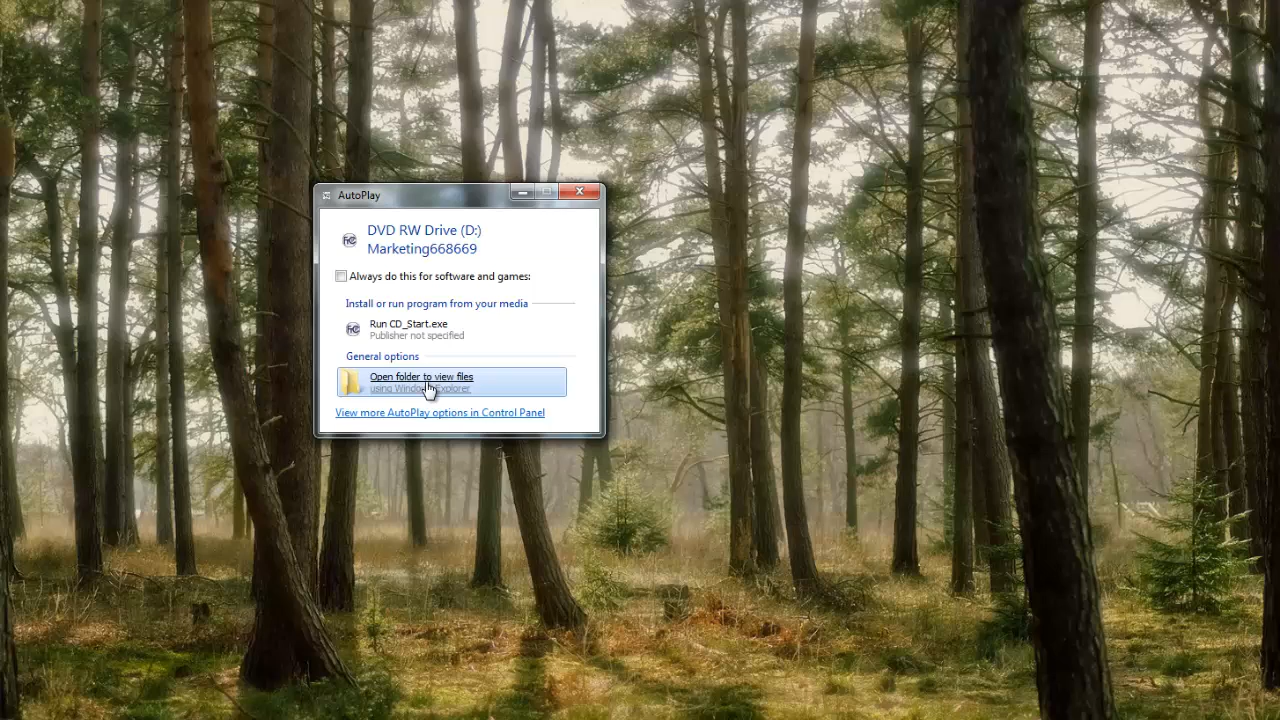 AutoPlay
DVD RW Drive (D:)
Marketing668669
Always do this for software and games:
Install or run program from your media
Run CD_Start.exe
Publisher not specified
General options
Open folder to view files
using Windows Explorer
View more AutoPlay options in Control Panel